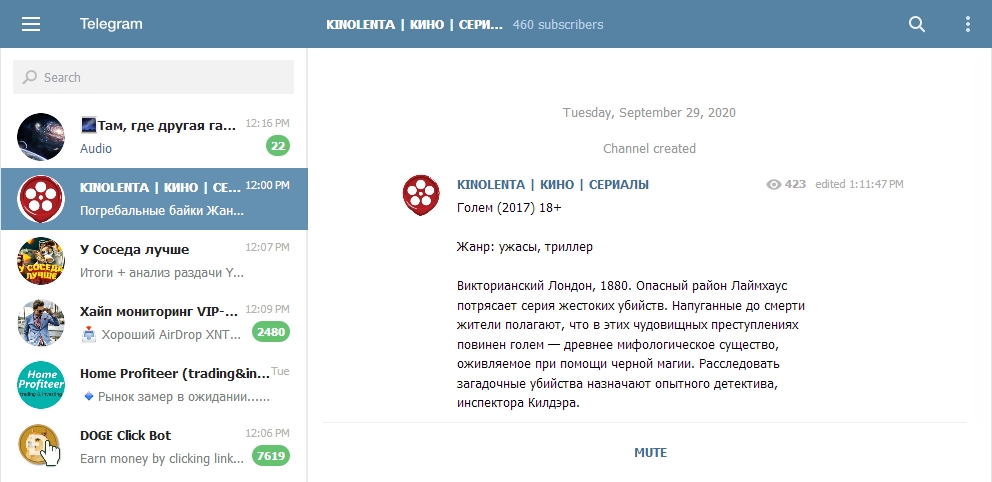 Telegram
KINOLENTA | КИНО | СЕРИ... 460 subscribers
Search
Там, где другая га... 12:16 PM
Audio 22
KINOLENTA | КИНО | СЕ... 12:00 PM
Погребальные байки Жан...
У Соседа лучше 12:07 PM
Итоги + анализ раздачи Y...
У СОСЕДА
ЛУЧШЕ
Хайп мониторинг VIP-... 12:09 PM
Хороший AirDrop XNT... 2480
Home Profiteer (trading&in... Tue
Рынок замер в ожидании......
Home
Profiteer
trading & investing
DOGE Click Bot 12:06 PM
Earn money by clicking link... 7619
Tuesday, September 29, 2020
Channel created
KINOLENTA | КИНО | СЕРИАЛЫ 423 edited 1:11:47 PM
Голем (2017) 18+
Жанр: ужасы, триллер
Викторианский Лондон, 1880. Опасный район Лаймхаус
потрясает серия жестоких убийств. Напуганные до смерти
жители полагают, что в этих чудовищных преступлениях
повинен голем — древнее мифологическое существо,
оживляемое при помощи черной магии. Расследовать
загадочные убийства назначают опытного детектива,
инспектора Килдэра.
MUTE